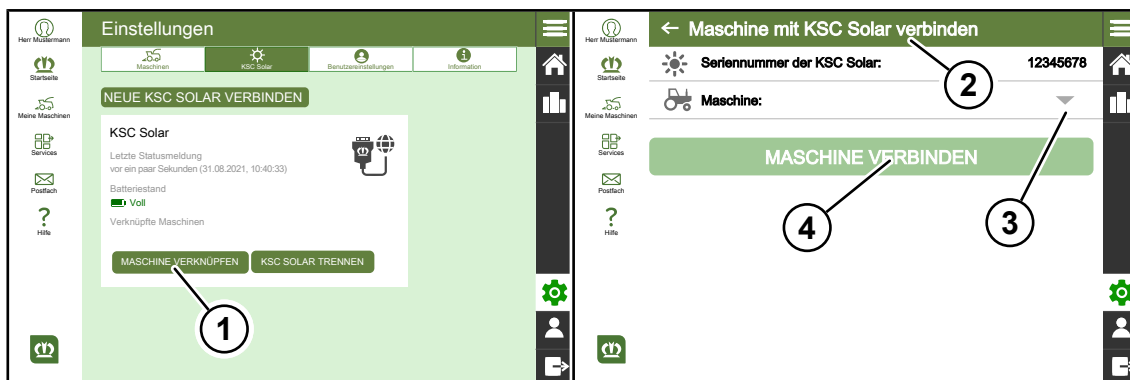 Herr Mustermann
Startseite
Meine Maschinen
Services
Postfach
?
Hilfe
Einstellungen
Maschinen
KSC Solar
Benutzereinstellungen
Information
NEUE KSC SOLAR VERBINDEN
KSC Solar
Letzte Statusmeldung
vor ein paar Sekunden (31.08.2021, 10:40:33)
Batteriestand
Voll
Verknüpfte Maschinen
MASCHINE VERKNÜPFEN
KSC SOLAR TRENNEN
1
Herr Mustermann
Startseite
Meine Maschinen
Services
Postfach
?
Hilfe
← Maschine mit KSC Solar verbinden
Seriennummer der KSC Solar: 12345678
2
Maschine:
MASCHINE VERBINDEN
4
3